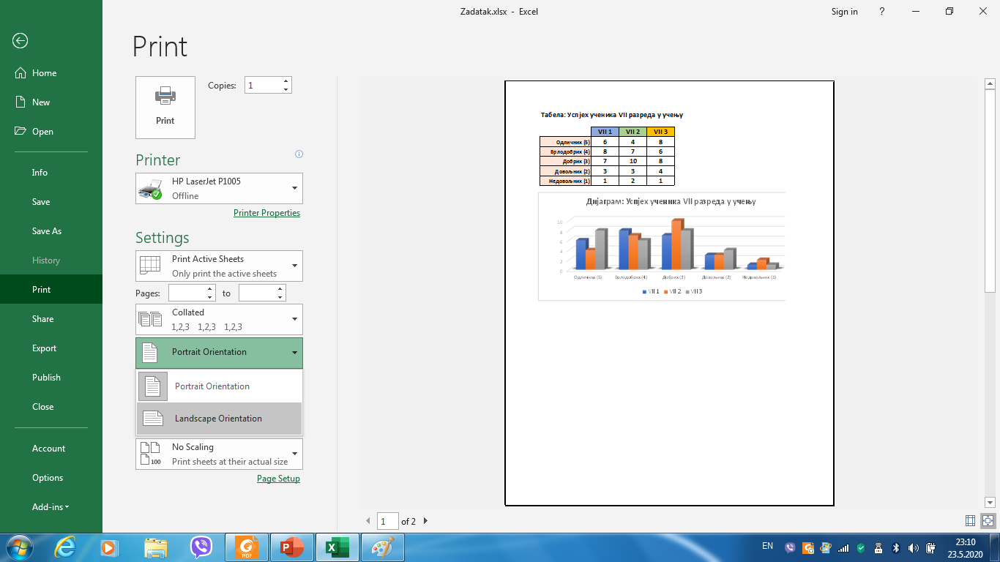 Zadatak.xlsx - Excel
Sign in
?
Print
Home
New
Open
Info
Save
Save As
History
Print
Share
Export
Publish
Close
Account
Options
Add-ins
Print
Copies: 1
Printer
HP LaserJet P1005
Offline
Printer Properties
Settings
Print Active Sheets
Only print the active sheets
Pages: to
Collated
1,2,3 1,2,3 1,2,3
Portrait Orientation
Portrait Orientation
Landscape Orientation
No Scaling
Print sheets at their actual size
100
Page Setup
Табела: Успјех ученика VII разреда у учењу
VII 1 VII 2 VII 3
Одличних (5) 6 4 8
Врлодобрих (4) 8 7 6
Добрих (3) 7 10 8
Довољних (2) 3 3 4
Недовољних (1) 1 2 1
Дијаграм: Успјех ученика VII разреда у учењу
10
8
6
4
2
0
Одличних (5) Врлодобрих (4) Добрих (3) Довољних (2) Недовољних (1)
VII 1 VII 2 VII 3
1 of 2
PDF
EN
23:10
23.5.2020